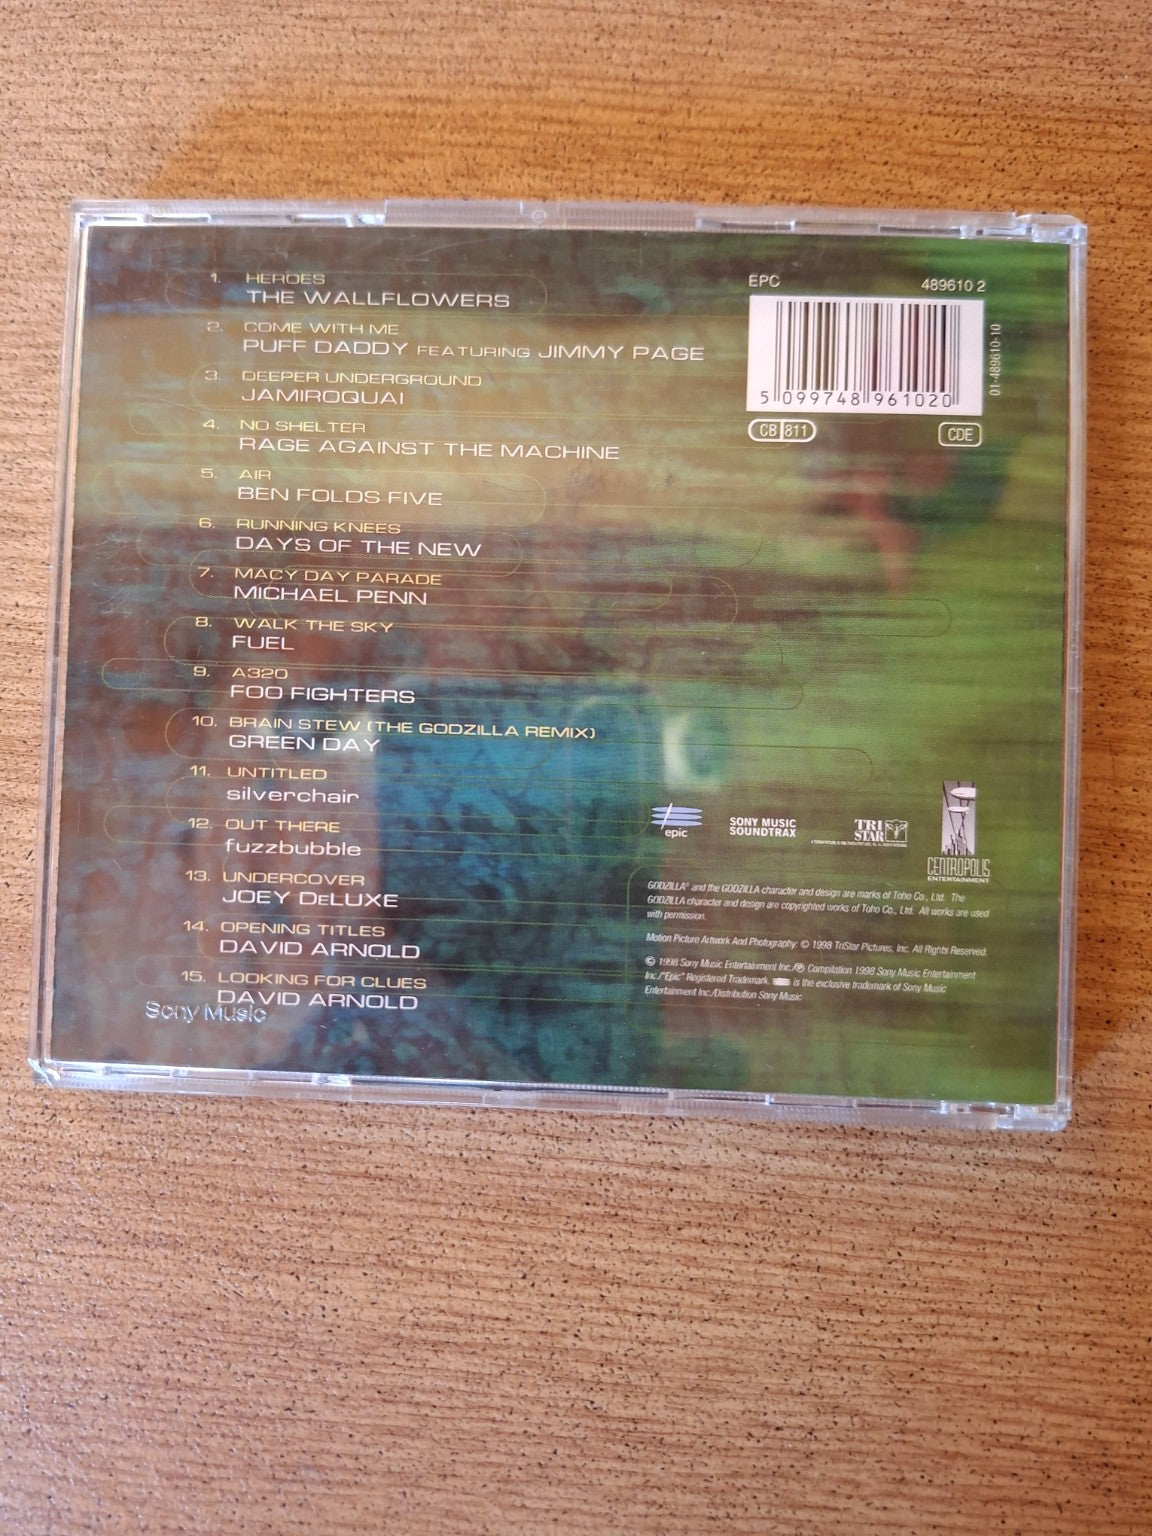 1. HEROES
THE WALLFLOWERS
2. COME WITH ME
PUFF DADDY FEATURING JIMMY PAGE
3. DEEPER UNDERGROUND
JAMIROQUAI
4. NO SHELTER
RAGE AGAINST THE MACHINE
5. AIR
BEN FOLDS FIVE
6. RUNNING KNEES
DAYS OF THE NEW
7. MACY DAY PARADE
MICHAEL PENN
8. WALK THE SKY
FUEL
9. A320
FOO FIGHTERS
10. BRAIN STEW (THE GODZILLA REMIX)
GREEN DAY
11. UNTITLED
silverchair
12. OUT THERE
fuzzbubble
13. UNDERCOVER
JOEY DeLUXE
14. OPENING TITLES
DAVID ARNOLD
15. LOOKING FOR CLUES
DAVID ARNOLD
Sony Music
EPC 489610 2
5 099748 961020
01-489610-10
CB 811
CDE
epic
SONY MUSIC
SOUNDTRAX
TRI
STAR
CENTROPOLIS
ENTERTAINMENT
GODZILLA® and the GODZILLA character and design are marks of Toho Co., Ltd. The
GODZILLA character and design are copyrighted works of Toho Co., Ltd. All works are used
with permission.
Motion Picture Artwork And Photography: © 1998 TriStar Pictures, Inc. All Rights Reserved.
© 1998 Sony Music Entertainment Inc./℗ Compilation 1998 Sony Music Entertainment
Inc./"Epic" Registered Trademark. is the exclusive trademark of Sony Music
Entertainment Inc./Distribution Sony Music